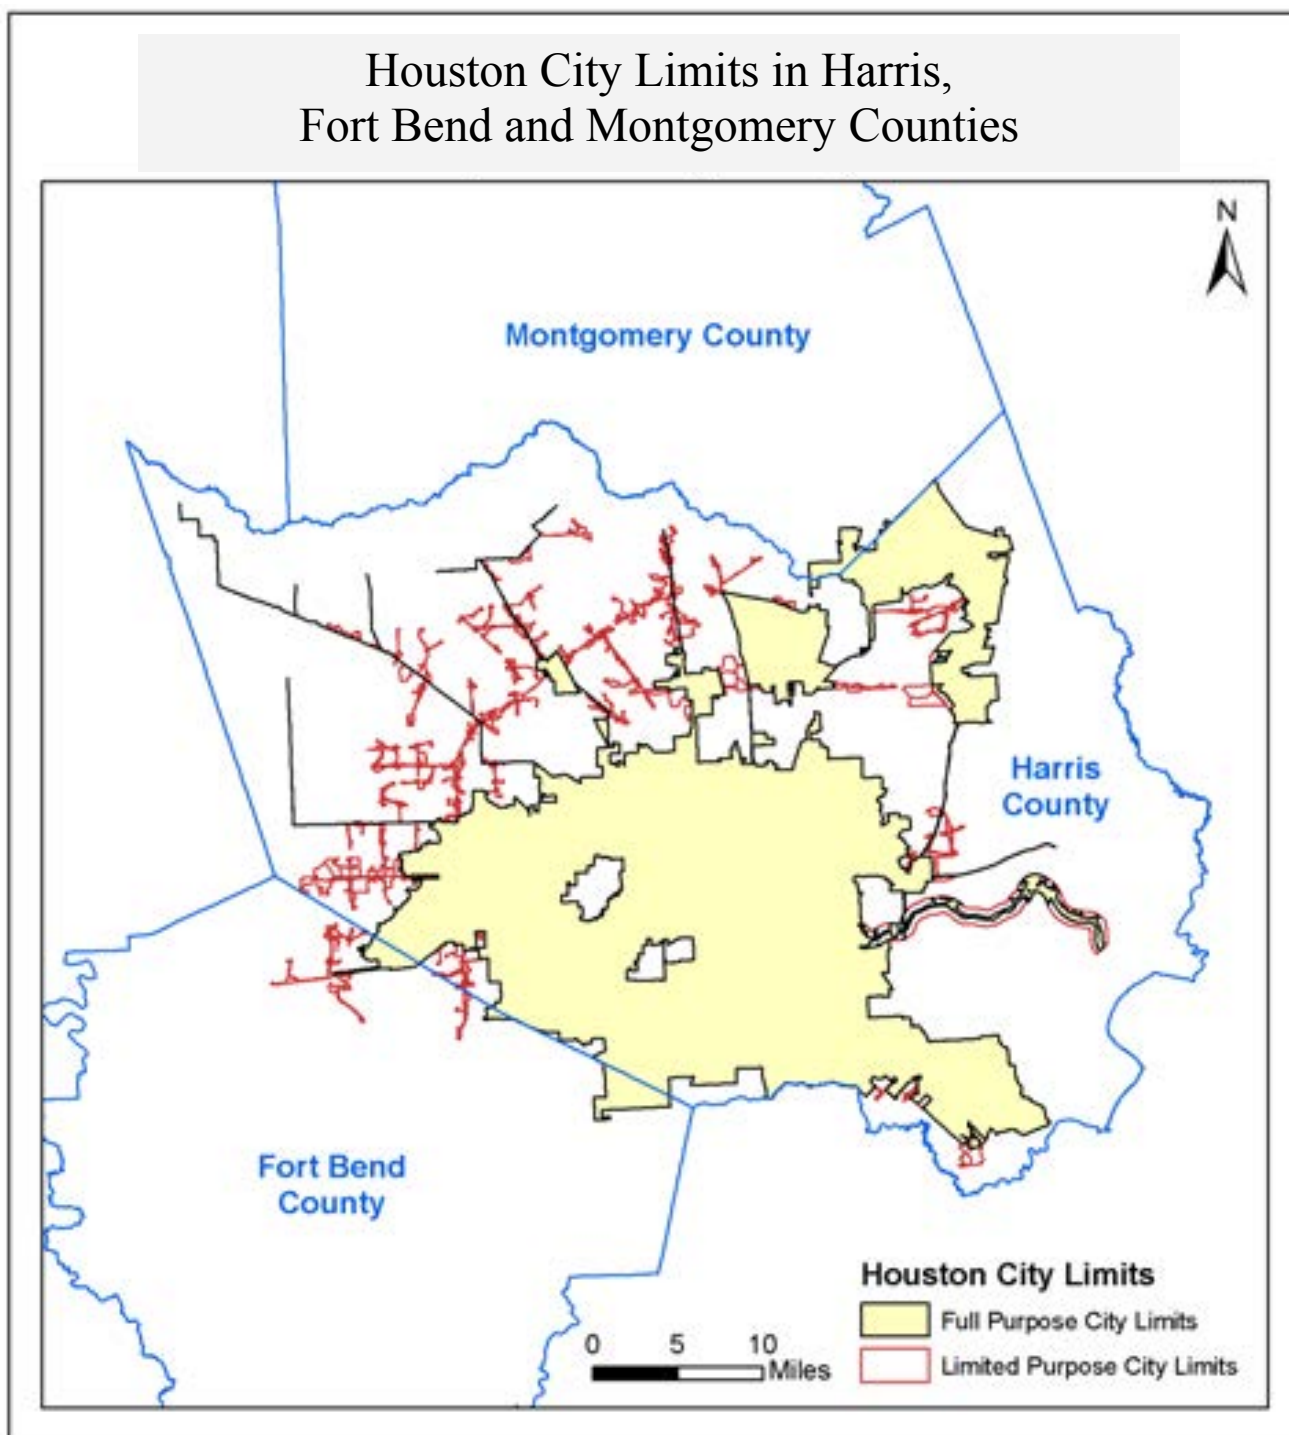 Houston City Limits in Harris,
Fort Bend and Montgomery Counties
N
Montgomery County
Harris
County
Fort Bend
County
Houston City Limits
Full Purpose City Limits
Limited Purpose City Limits
0 5 10
Miles